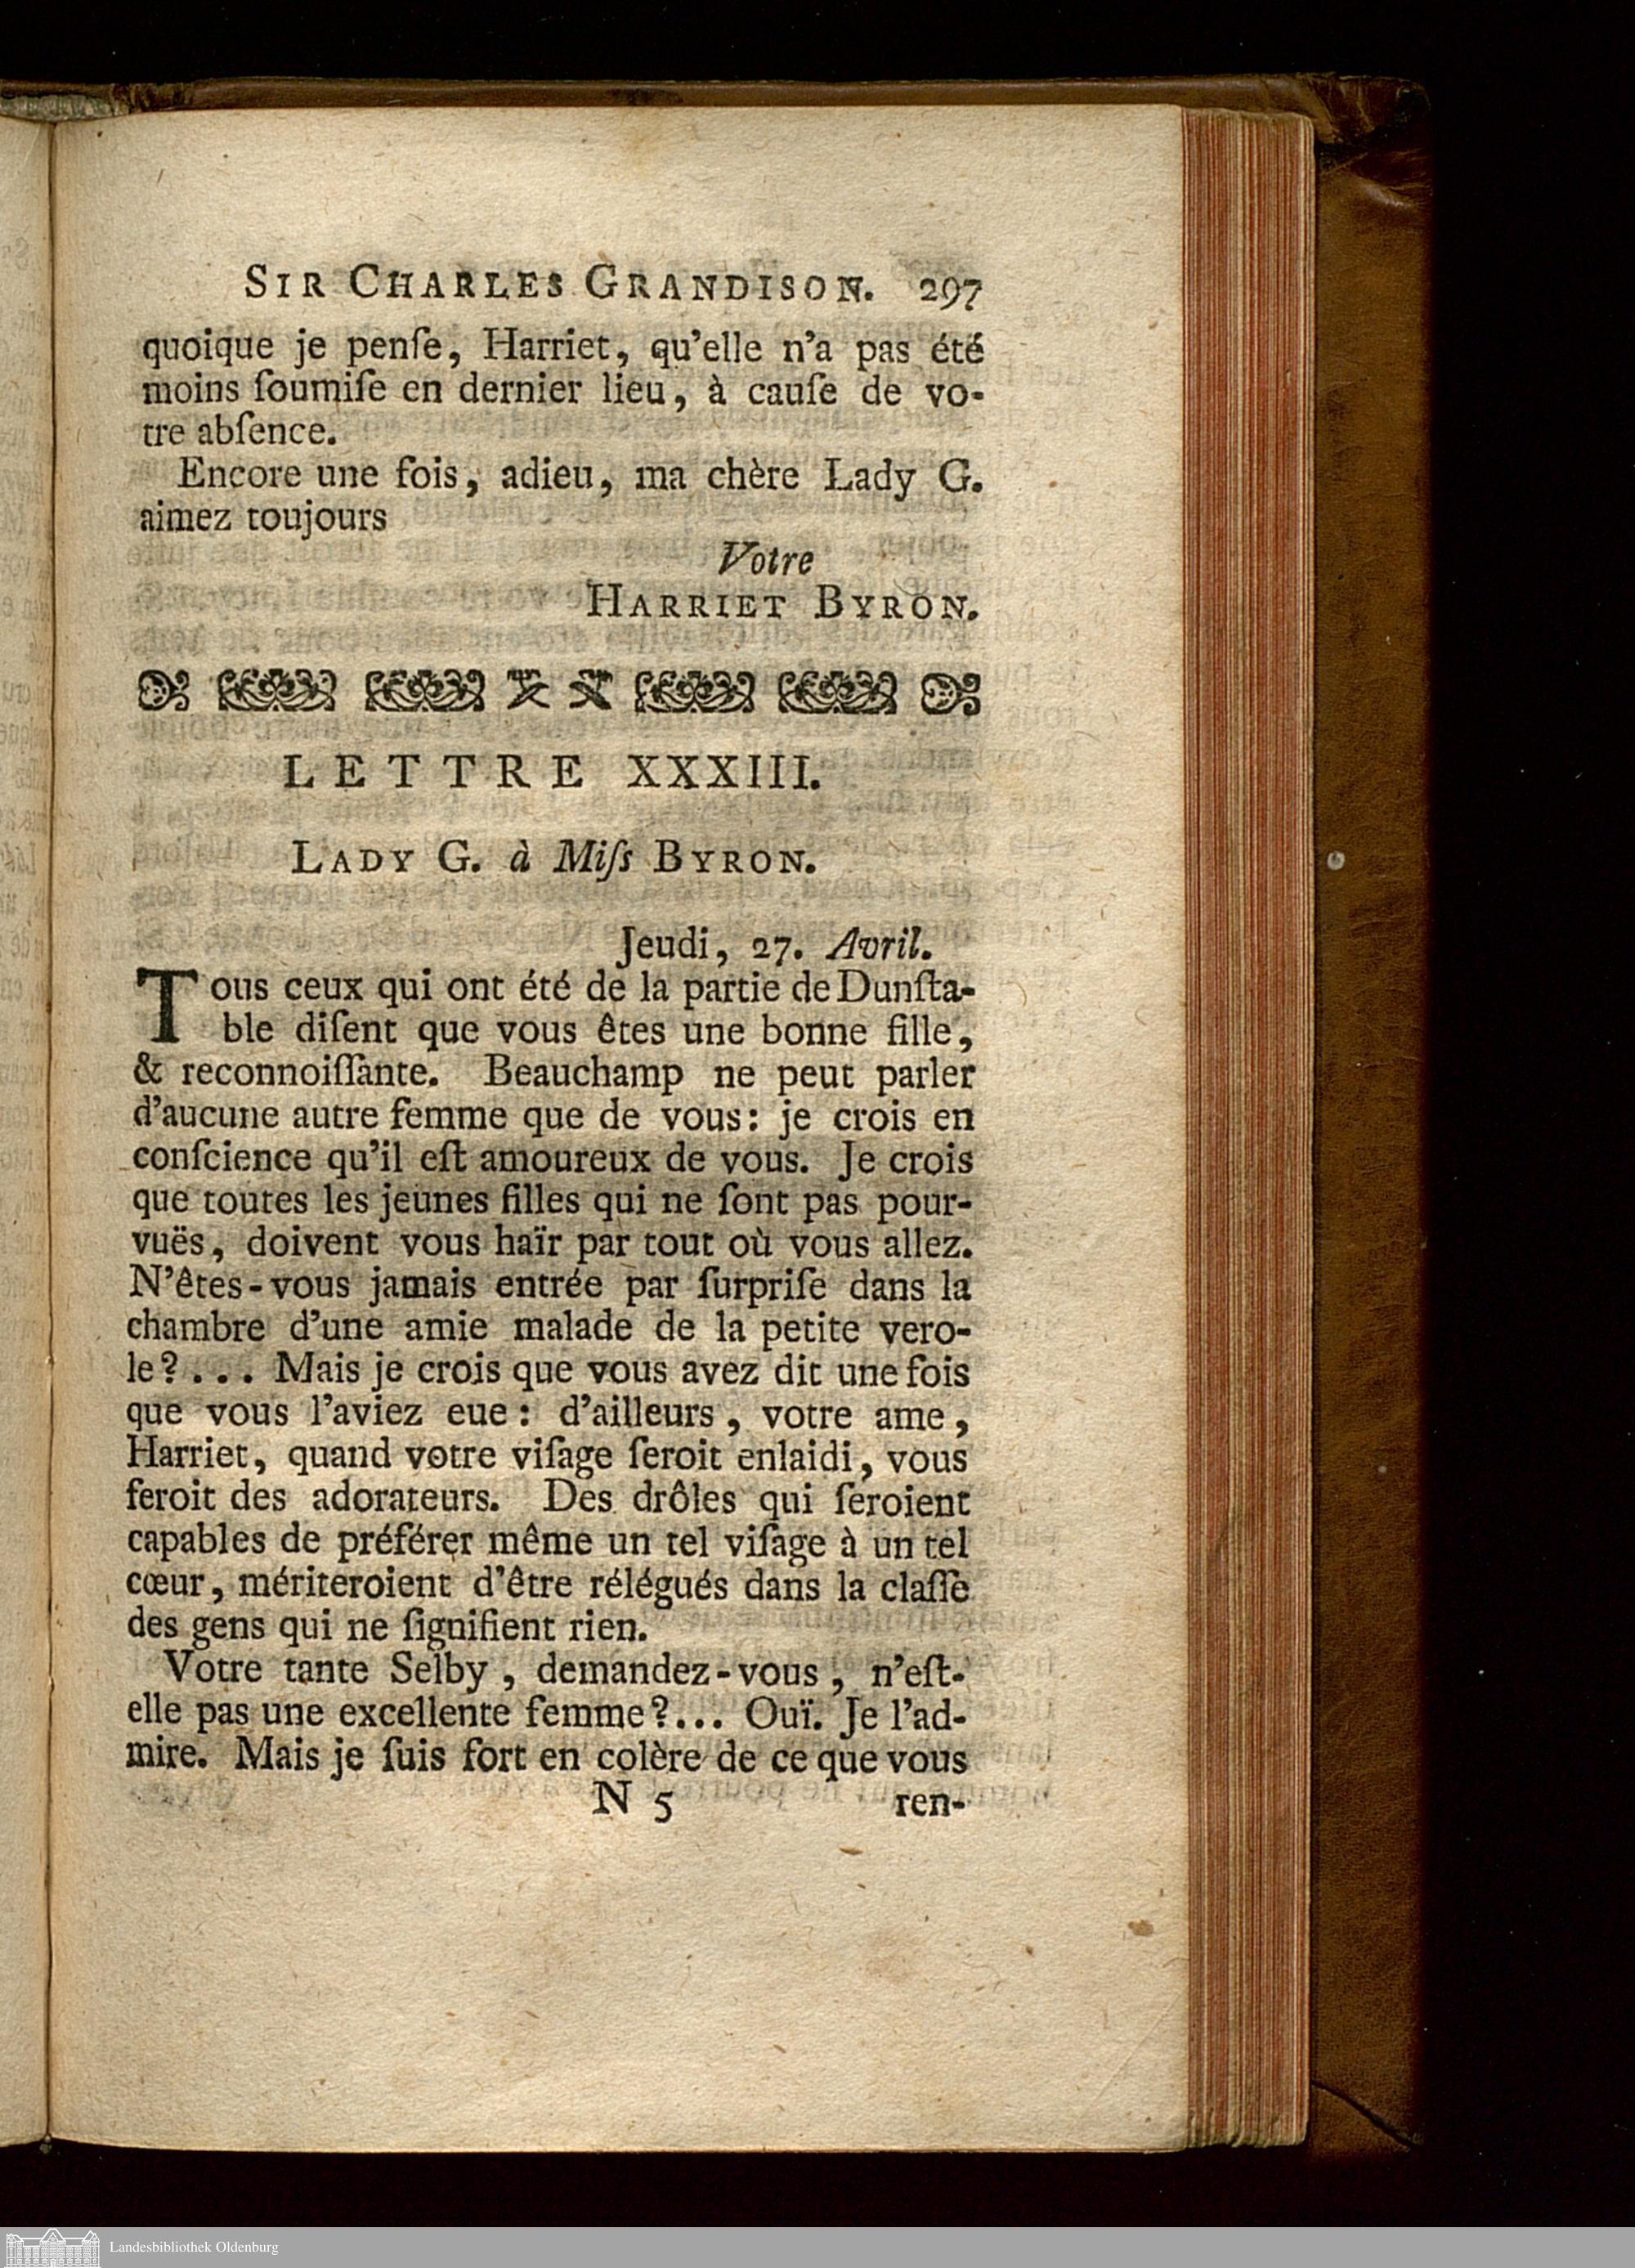 SIR CHARLES GRANDISON. 297
quoique je penſe, Harriet, qu'elle n'a pas été
moins ſoumiſe en dernier lieu, à cauſe de vo-
tre abſence.
Encore une fois, adieu, ma chère Lady G.
aimez toujours
Votre
HARRIET BYRON.
LETTRE XXXIII.
LADY G. à Miſs BYRON.
Jeudi, 27. Avril.
Tous ceux qui ont été de la partie de Dunſta-
ble diſent que vous êtes une bonne fille,
& reconnoiſſante. Beauchamp ne peut parler
d'aucune autre femme que de vous: je crois en
conſcience qu'il eſt amoureux de vous. Je crois
que toutes les jeunes filles qui ne ſont pas pour-
vuës, doivent vous haïr par tout où vous allez.
N'êtes-vous jamais entrée par ſurpriſe dans la
chambre d'une amie malade de la petite vero-
le?... Mais je crois que vous avez dit une fois
que vous l'aviez eue: d'ailleurs, votre ame,
Harriet, quand votre viſage ſeroit enlaidi, vous
feroit des adorateurs. Des drôles qui ſeroient
capables de préférer même un tel viſage à un tel
cœur, mériteroient d'être rélégués dans la claſſe
des gens qui ne ſignifient rien.
Votre tante Selby, demandez-vous, n'eſt-
elle pas une excellente femme?... Ouï. Je l'ad-
mire. Mais je ſuis fort en colère de ce que vous
N 5 ren-
Landesbibliothek Oldenburg